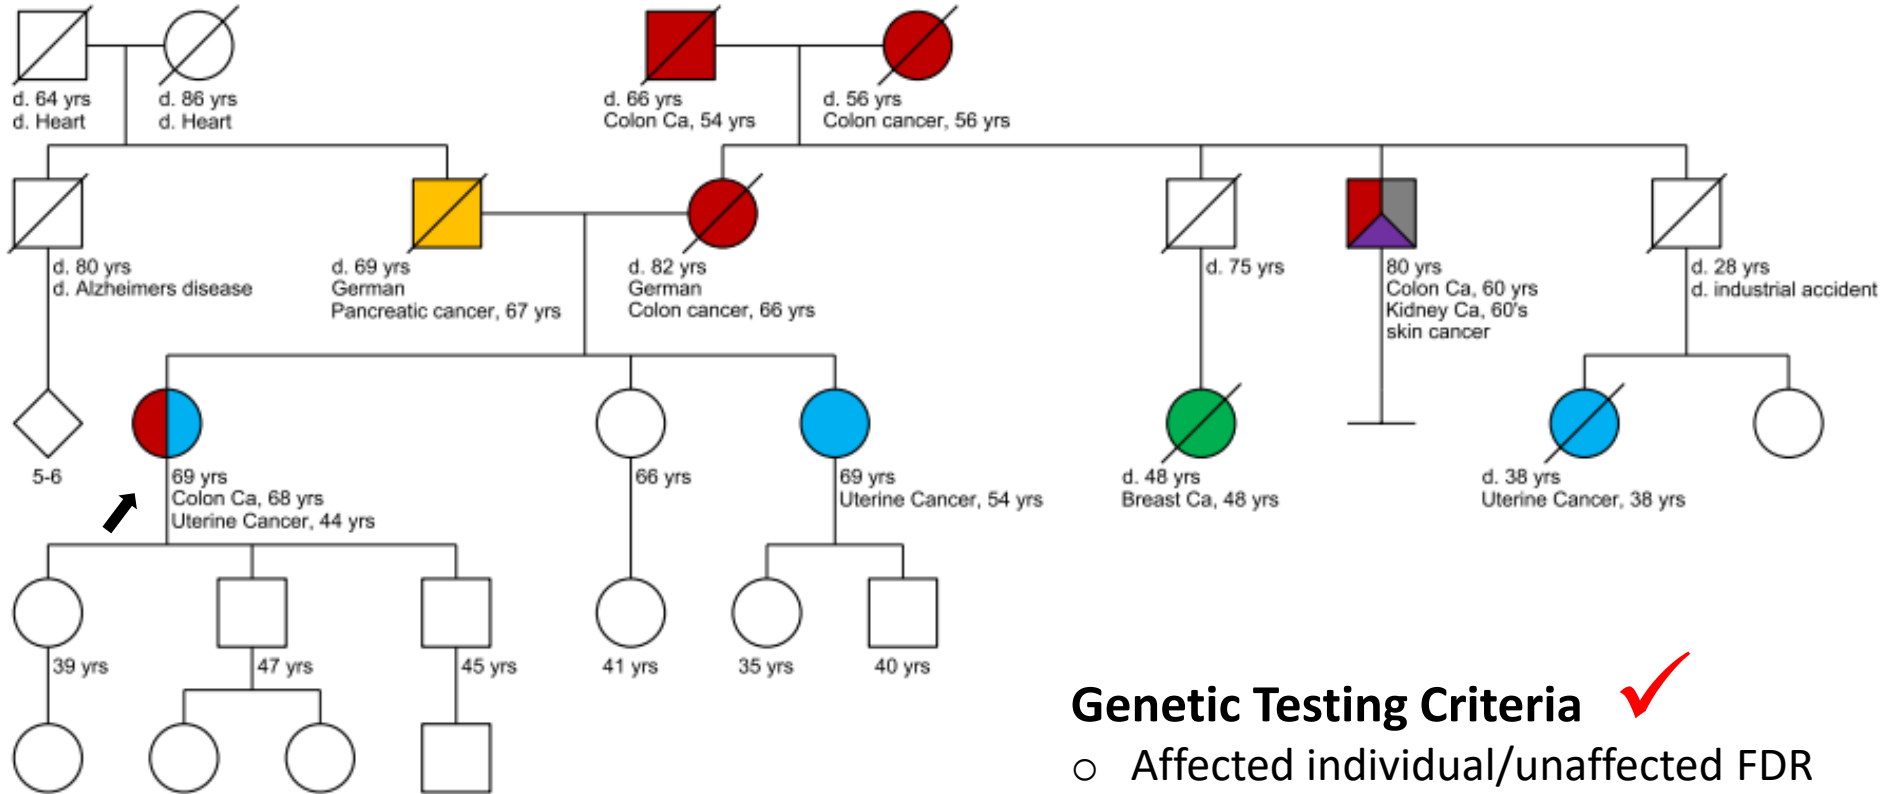 d. 64 yrs
d. Heart
d. 86 yrs
d. Heart
d. 66 yrs
Colon Ca, 54 yrs
d. 56 yrs
Colon cancer, 56 yrs
d. 80 yrs
d. Alzheimers disease
d. 69 yrs
German
Pancreatic cancer, 67 yrs
d. 82 yrs
German
Colon cancer, 66 yrs
d. 75 yrs
80 yrs
Colon Ca, 60 yrs
Kidney Ca, 60's
skin cancer
d. 28 yrs
d. industrial accident
5-6
69 yrs
Colon Ca, 68 yrs
Uterine Cancer, 44 yrs
66 yrs
69 yrs
Uterine Cancer, 54 yrs
d. 48 yrs
Breast Ca, 48 yrs
d. 38 yrs
Uterine Cancer, 38 yrs
39 yrs
47 yrs
45 yrs
41 yrs
35 yrs
40 yrs
Genetic Testing Criteria
○ Affected individual/unaffected FDR